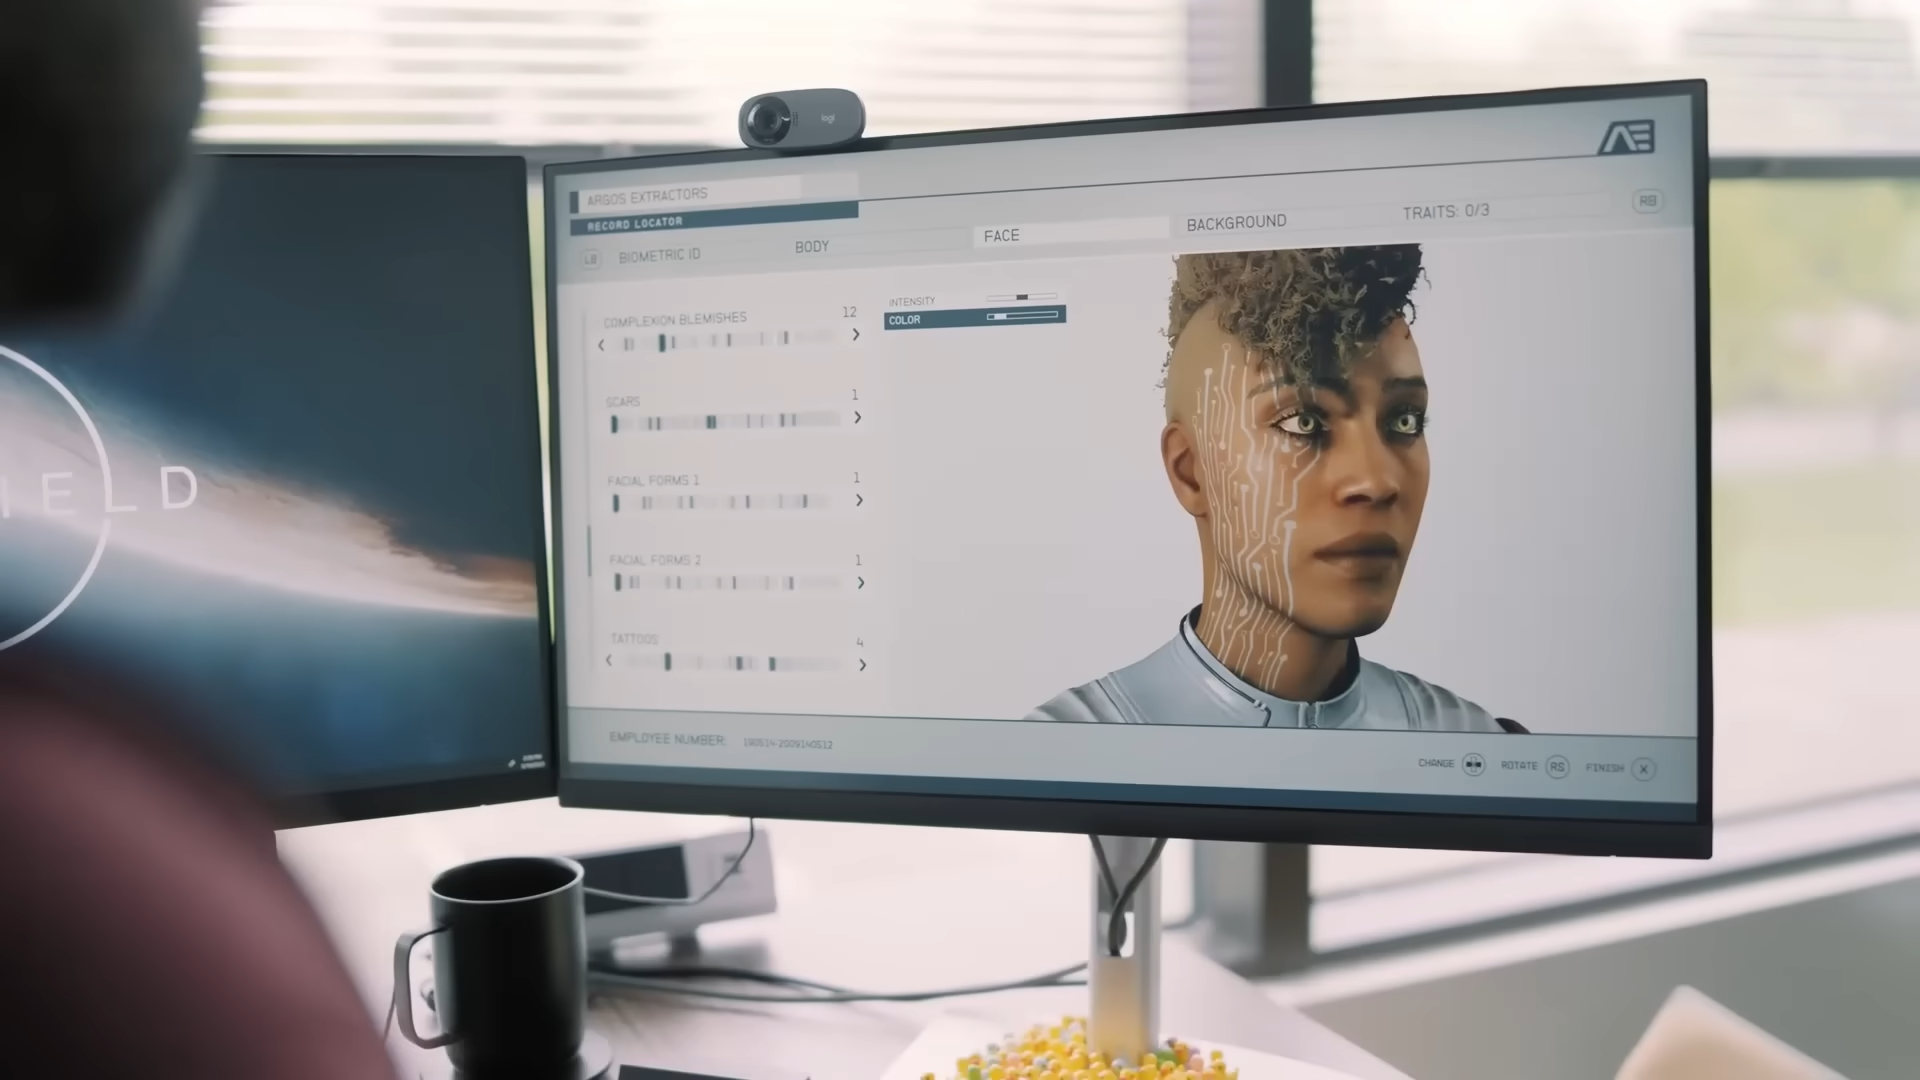 logi
IELD
ARGOS EXTRACTORS
RECORD LOCATOR
LB
BIOMETRIC ID
BODY
FACE
BACKGROUND
TRAITS: 0/3
RB
AE
INTENSITY
COLOR
COMPLEXION BLEMISHES 12
SCARS 1
FACIAL FORMS 1 1
FACIAL FORMS 2 1
TATTOOS 4
EMPLOYEE NUMBER:
CHANGE
ROTATE RS
FINISH X